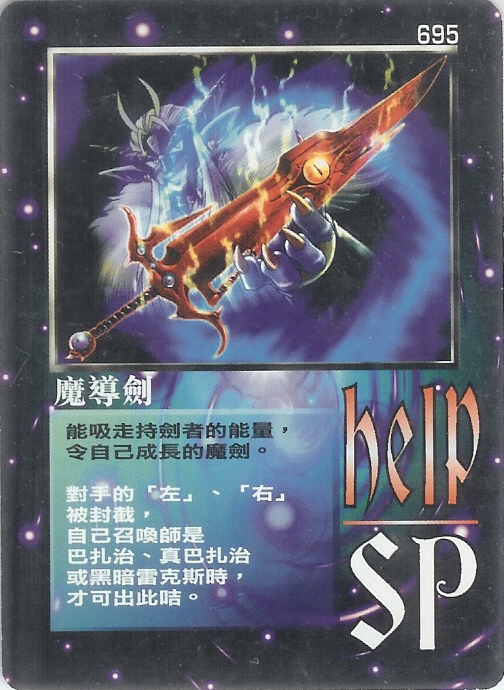 695
魔導劍
能吸走持劍者的能量，
令自己成長的魔劍。
對手的「左」、「右」
被封截，
自己召喚師是
巴扎治、真巴扎治
或黑暗雷克斯時，
才可出此咭。
help
SP